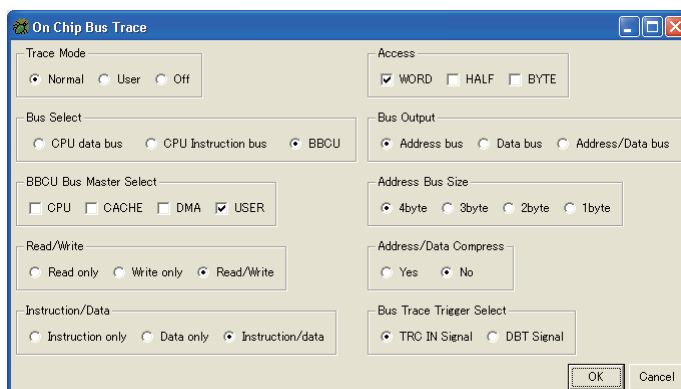 On Chip Bus Trace
Trace Mode
Normal User Off
Access
WORD HALF BYTE
Bus Select
CPU data bus CPU Instruction bus BBCU
Bus Output
Address bus Data bus Address/Data bus
BBCU Bus Master Select
CPU CACHE DMA USER
Address Bus Size
4byte 3byte 2byte 1byte
Read/Write
Read only Write only Read/Write
Address/Data Compress
Yes No
Instruction/Data
Instruction only Data only Instruction/data
Bus Trace Trigger Select
TRC IN Signal DBT Signal
OK Cancel